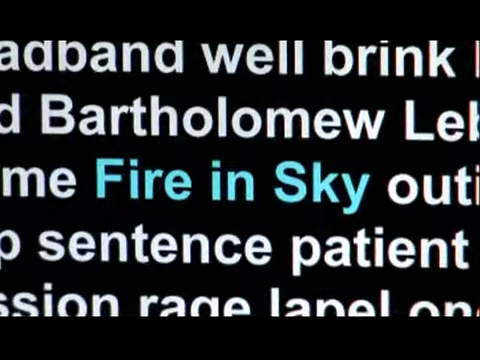 adband well brink
d Bartholomew Leb
me Fire in Sky outi
p sentence patient
ssion rage lapel on